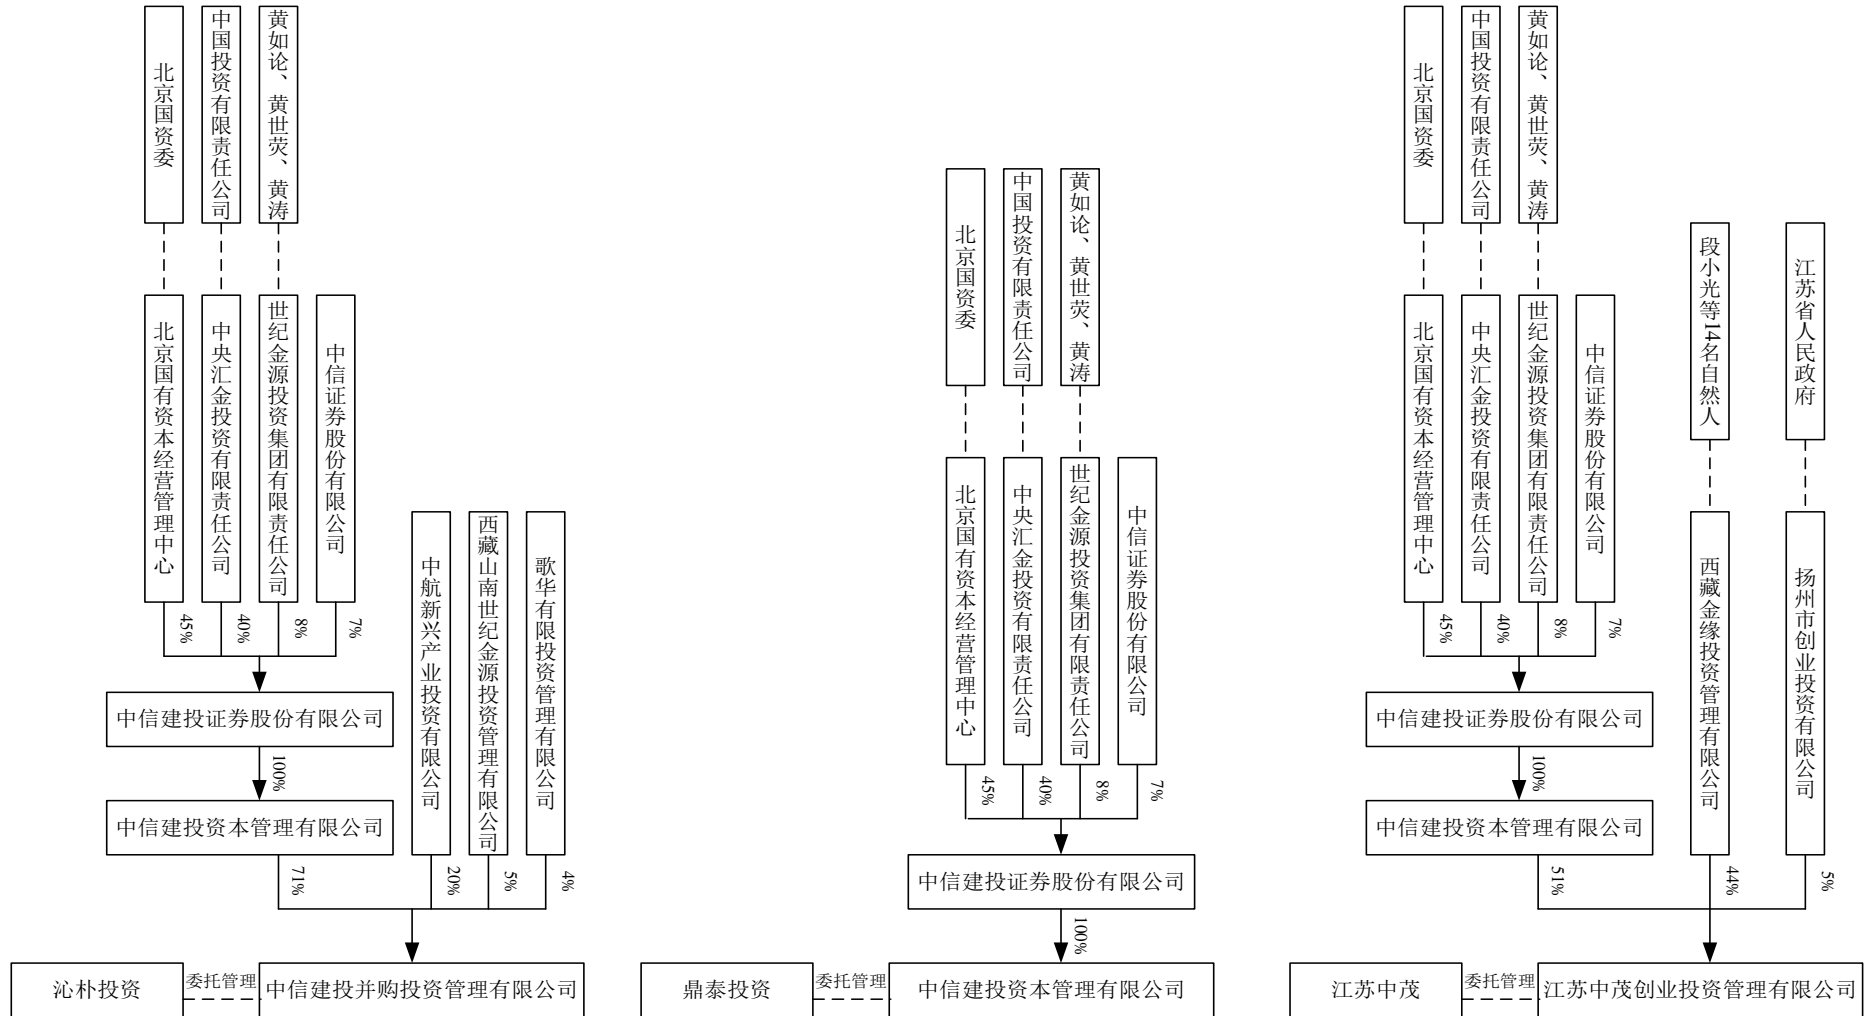 北京国资委
中国投资有限责任公司
黄如论、黄世荧、黄涛
北京国有资本经营管理中心
中央汇金投资有限责任公司
世纪金源投资集团有限责任公司
中信证券股份有限公司
45%
40%
8%
7%
中信建投证券股份有限公司
100%
中信建投资本管理有限公司
中航新兴产业投资有限公司
西藏山南世纪金源投资管理有限公司
歌华有限投资管理有限公司
71%
20%
5%
4%
沁朴投资
委托管理
中信建投并购投资管理有限公司
北京国资委
中国投资有限责任公司
黄如论、黄世荧、黄涛
北京国有资本经营管理中心
中央汇金投资有限责任公司
世纪金源投资集团有限责任公司
中信证券股份有限公司
45%
40%
8%
7%
中信建投证券股份有限公司
100%
鼎泰投资
委托管理
中信建投资本管理有限公司
北京国资委
中国投资有限责任公司
黄如论、黄世荧、黄涛
北京国有资本经营管理中心
中央汇金投资有限责任公司
世纪金源投资集团有限责任公司
中信证券股份有限公司
45%
40%
8%
7%
中信建投证券股份有限公司
100%
中信建投资本管理有限公司
段小光等14名自然人
江苏省人民政府
西藏金缘投资管理有限公司
扬州市创业投资有限公司
51%
44%
5%
江苏中茂
委托管理
江苏中茂创业投资管理有限公司